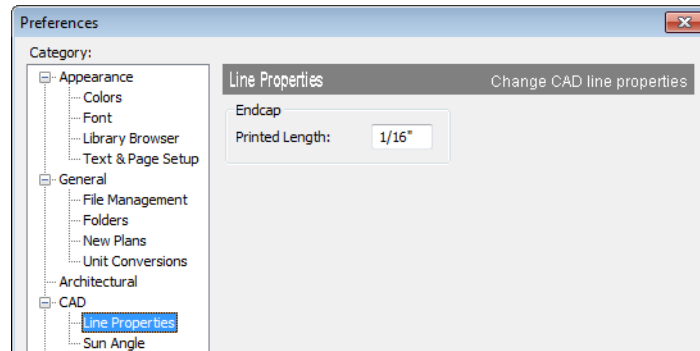 Preferences
Category:
Appearance
Colors
Font
Library Browser
Text & Page Setup
General
File Management
Folders
New Plans
Unit Conversions
Architectural
CAD
Line Properties
Sun Angle
Line Properties Change CAD line properties
Endcap
Printed Length: 1/16"